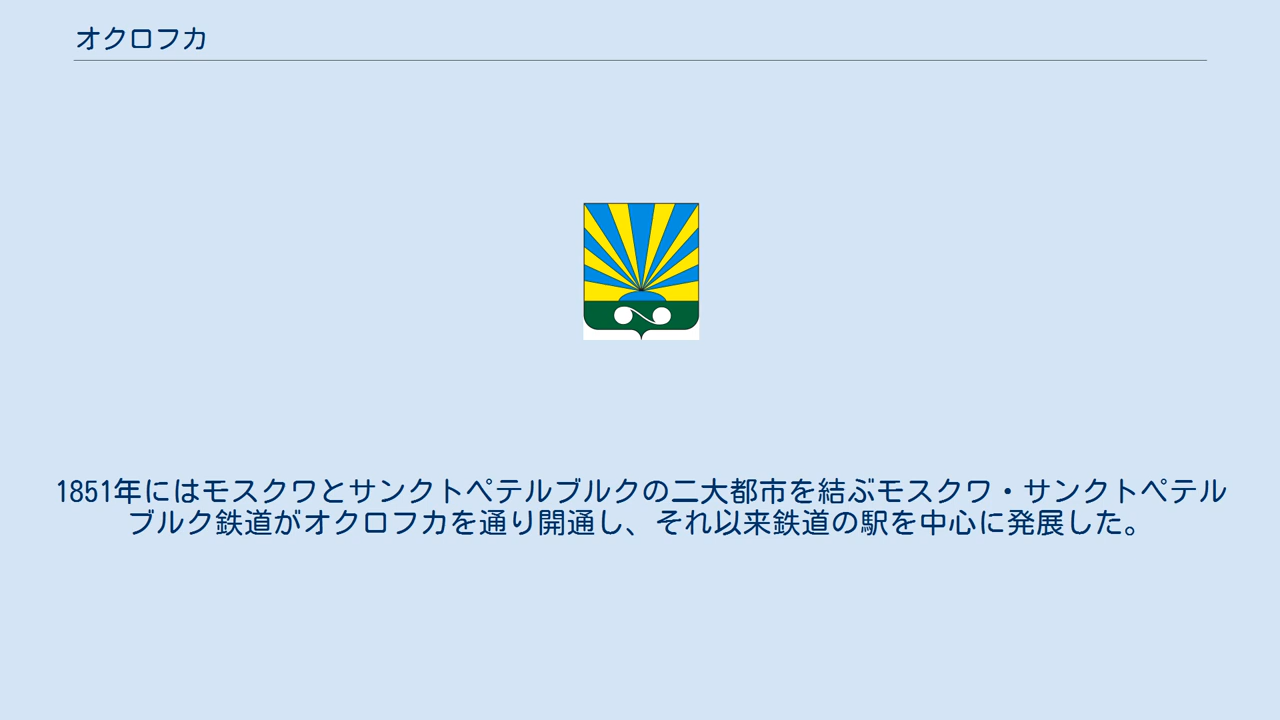 オクロフカ
1851年にはモスクワとサンクトペテルブルクの二大都市を結ぶモスクワ・サンクトペテル
ブルク鉄道がオクロフカを通り開通し、それ以来鉄道の駅を中心に発展した。